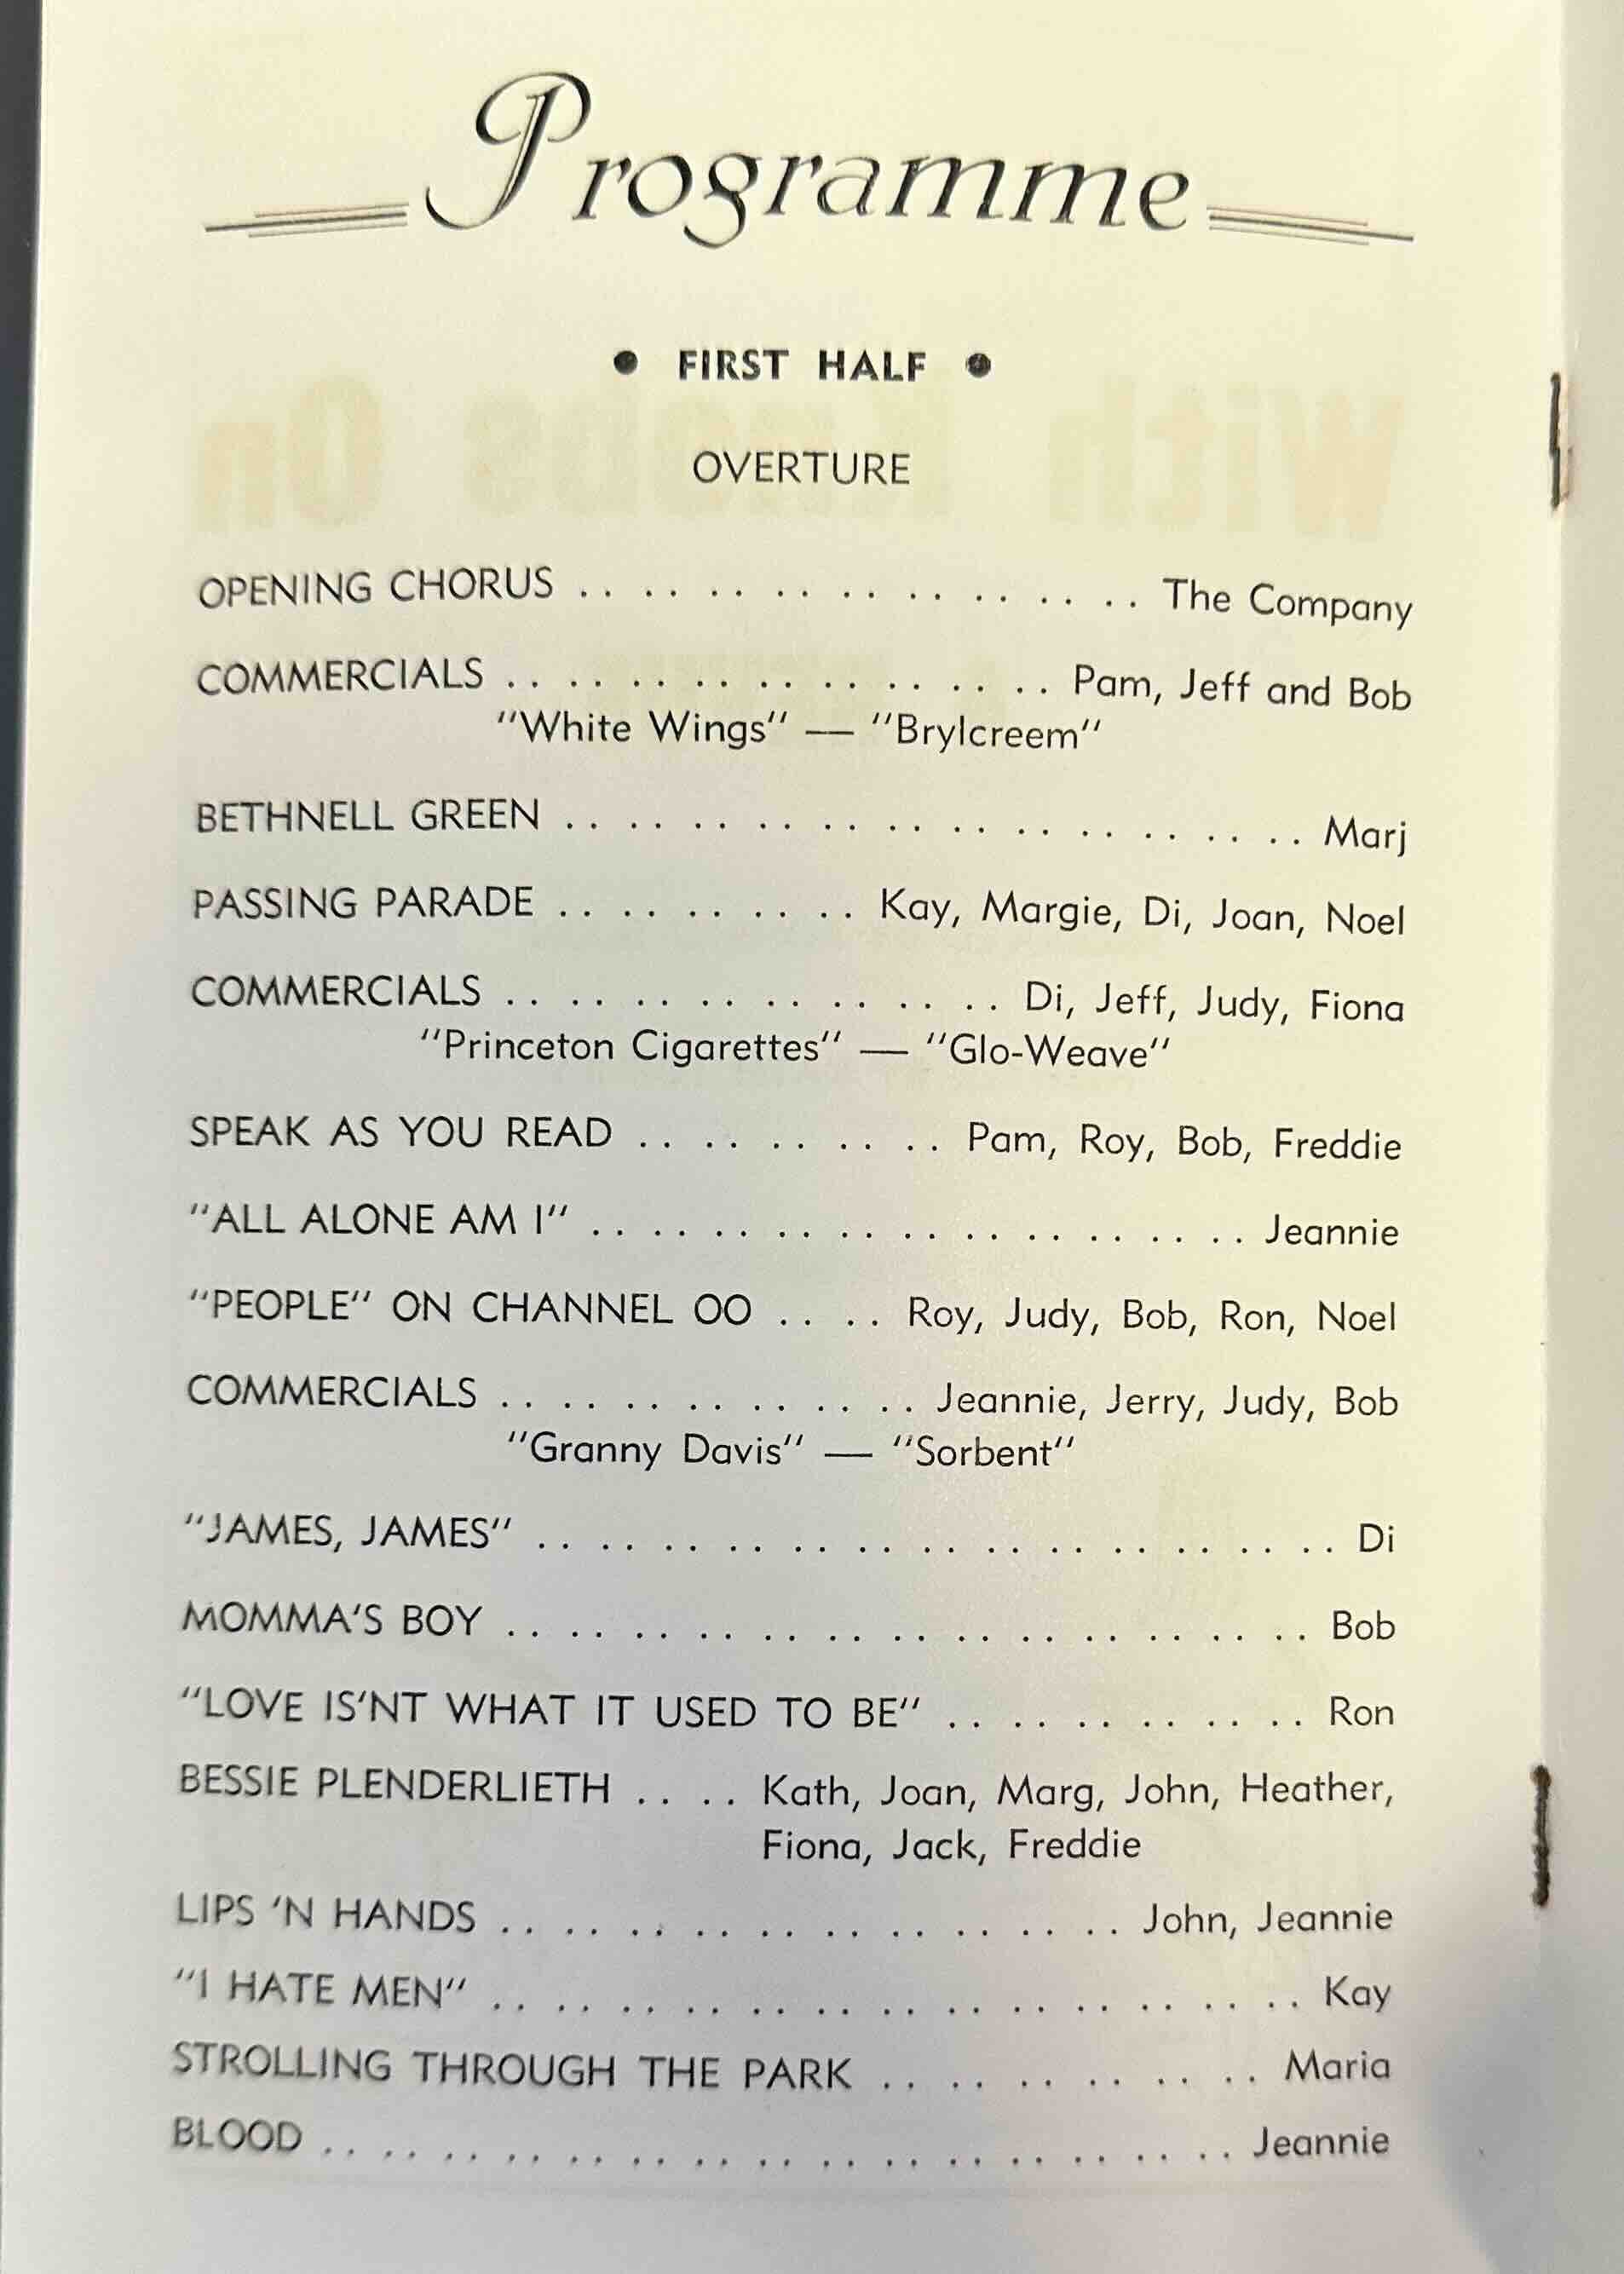 Programme
● FIRST HALF ●
OVERTURE
OPENING CHORUS . . . . . . . . . . . . . . . . . . The Company
COMMERCIALS . . . . . . . . . . . . . . . . . . Pam, Jeff and Bob
"White Wings" — "Brylcreem"
BETHNELL GREEN . . . . . . . . . . . . . . . . . . . . . . . . Marj
PASSING PARADE . . . . . . . . . . Kay, Margie, Di, Joan, Noel
COMMERCIALS . . . . . . . . . . . . . . . . Di, Jeff, Judy, Fiona
"Princeton Cigarettes" — "Glo-Weave"
SPEAK AS YOU READ . . . . . . . . . . Pam, Roy, Bob, Freddie
"ALL ALONE AM I" . . . . . . . . . . . . . . . . . . . . . Jeannie
"PEOPLE" ON CHANNEL OO . . . . Roy, Judy, Bob, Ron, Noel
COMMERCIALS . . . . . . . . . . . . . . Jeannie, Jerry, Judy, Bob
"Granny Davis" — "Sorbent"
"JAMES, JAMES" . . . . . . . . . . . . . . . . . . . . . . . . . . Di
MOMMA'S BOY . . . . . . . . . . . . . . . . . . . . . . . . . . Bob
"LOVE IS'NT WHAT IT USED TO BE" . . . . . . . . . . . . Ron
BESSIE PLENDERLIETH . . . . Kath, Joan, Marg, John, Heather,
Fiona, Jack, Freddie
LIPS 'N HANDS . . . . . . . . . . . . . . . . . . . . John, Jeannie
"I HATE MEN" . . . . . . . . . . . . . . . . . . . . . . . . . . Kay
STROLLING THROUGH THE PARK . . . . . . . . . . . . Maria
BLOOD . . . . . . . . . . . . . . . . . . . . . . . . . . . . . Jeannie